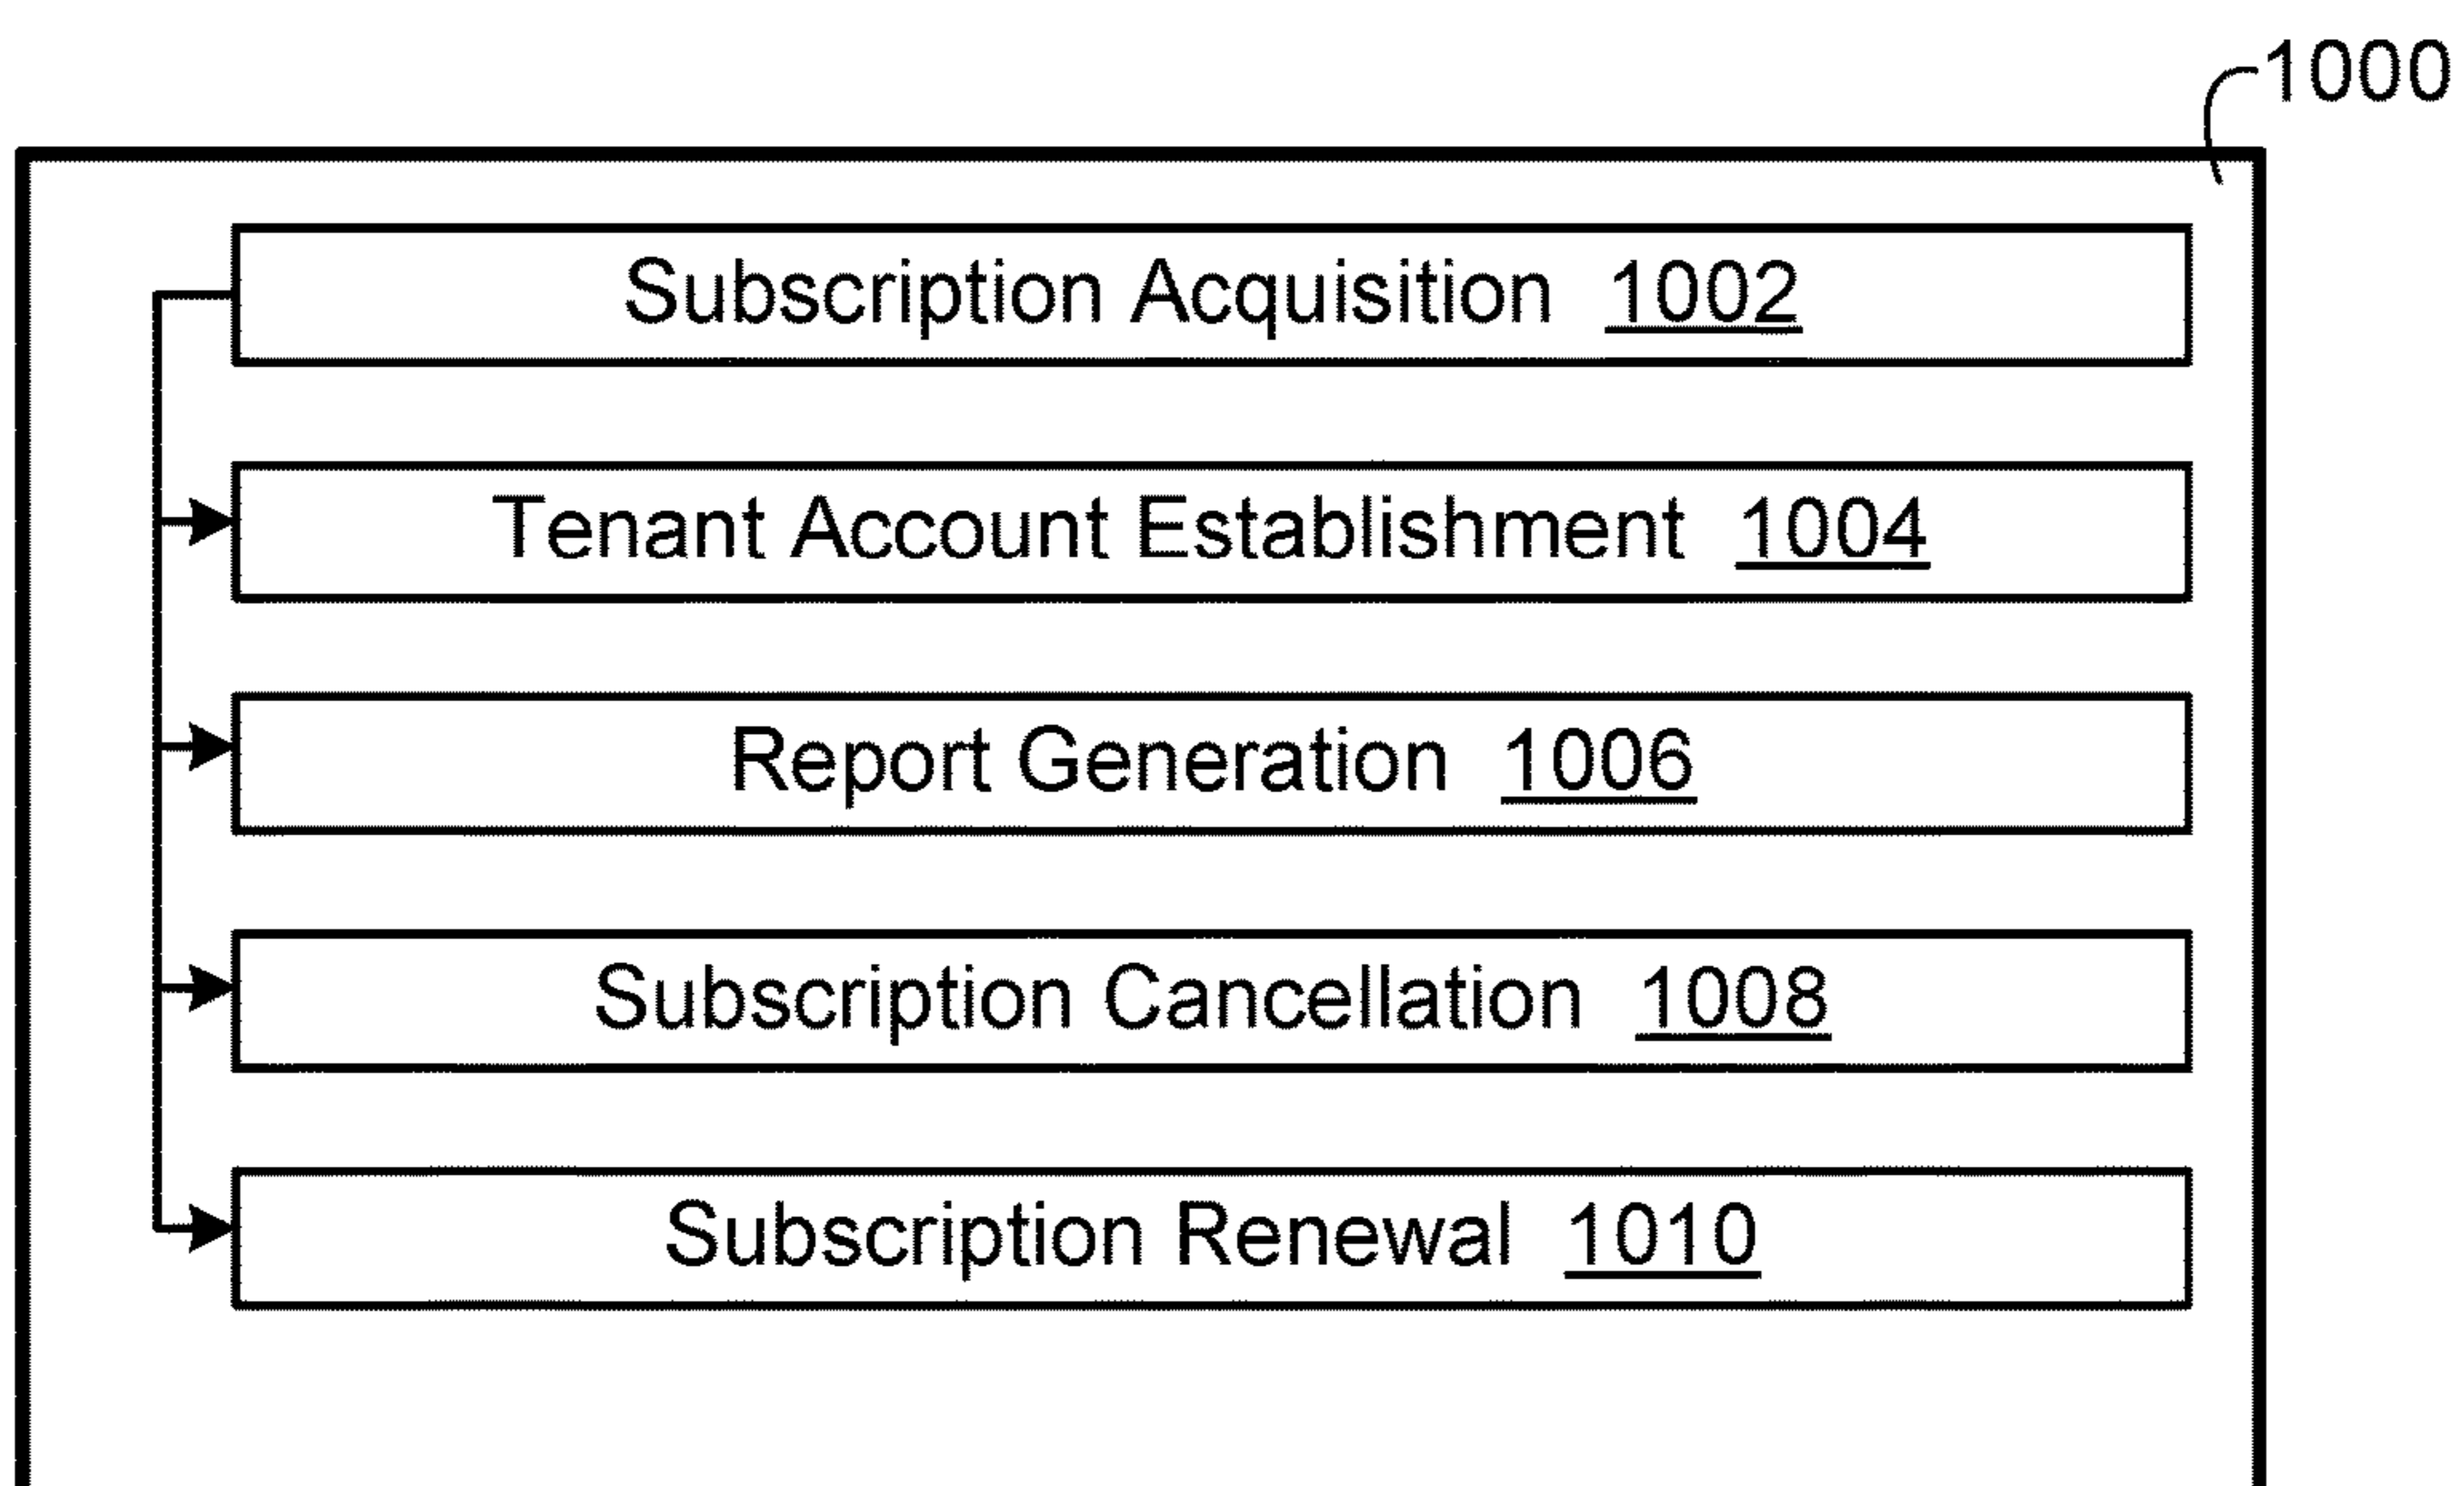 1000
Subscription Acquisition 1002
Tenant Account Establishment 1004
Report Generation 1006
Subscription Cancellation 1008
Subscription Renewal 1010